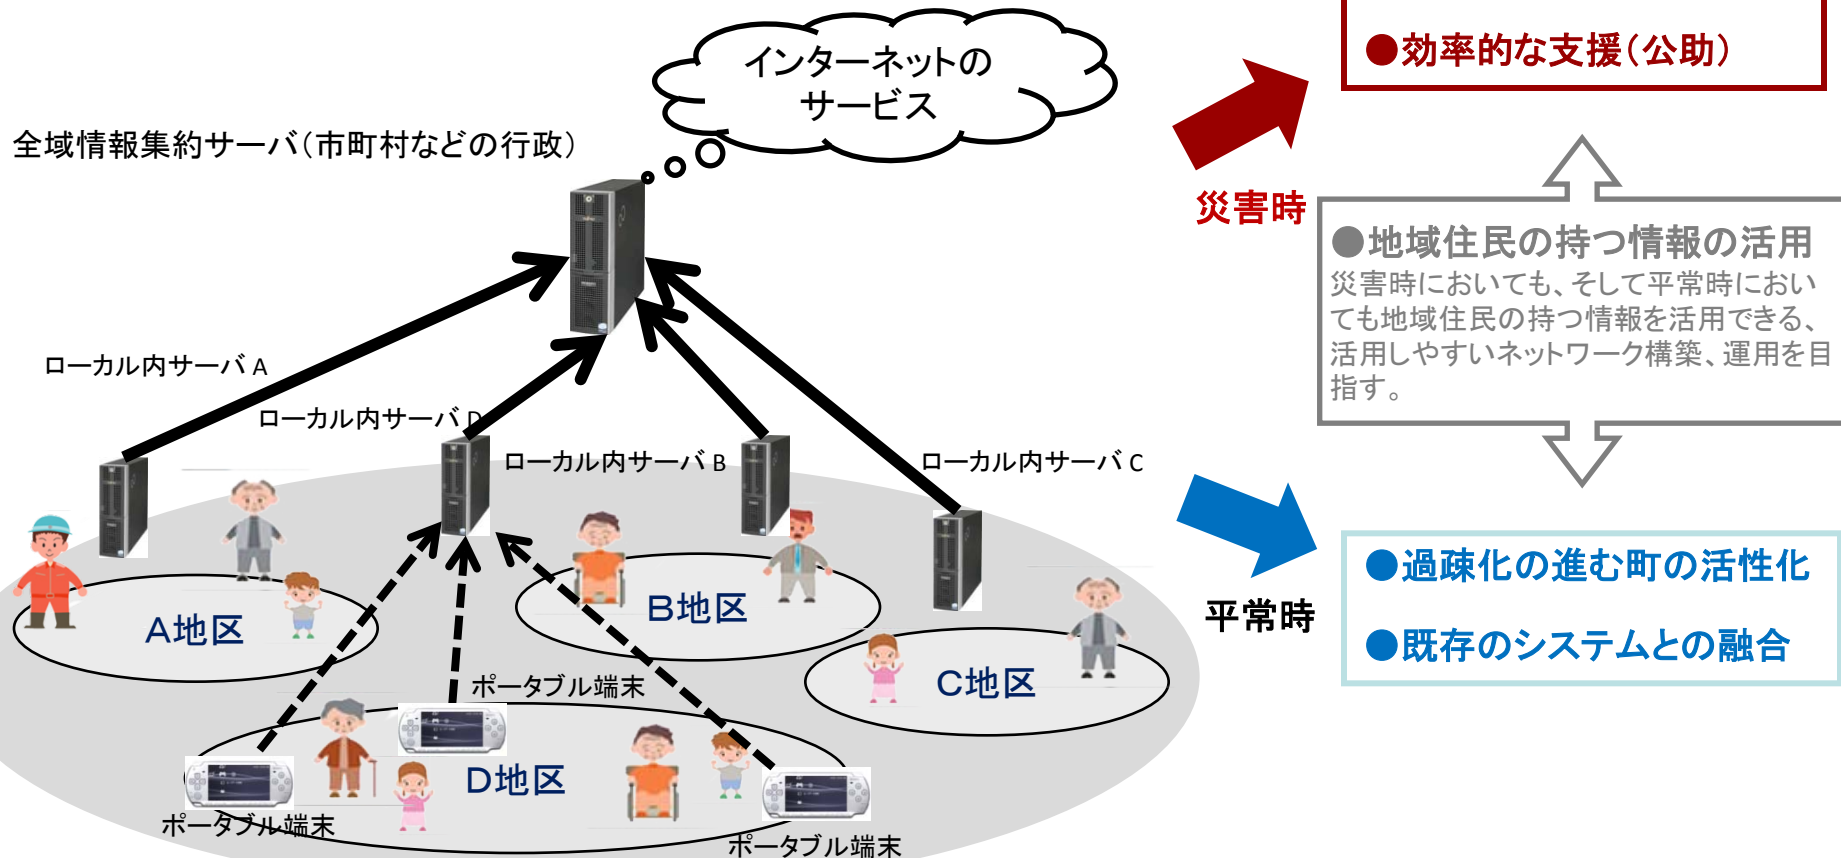 インターネットの
サービス
全域情報集約サーバ(市町村などの行政)
ローカル内サーバ A
ローカル内サーバ D
ローカル内サーバ B
ローカル内サーバ C
A地区
B地区
C地区
D地区
ポータブル端末
ポータブル端末
ポータブル端末
災害時
平常時
●効率的な支援(公助)
●地域住民の持つ情報の活用
災害時においても、そして平常時におい
ても地域住民の持つ情報を活用できる、
活用しやすいネットワーク構築、運用を目
指す。
●過疎化の進む町の活性化
●既存のシステムとの融合